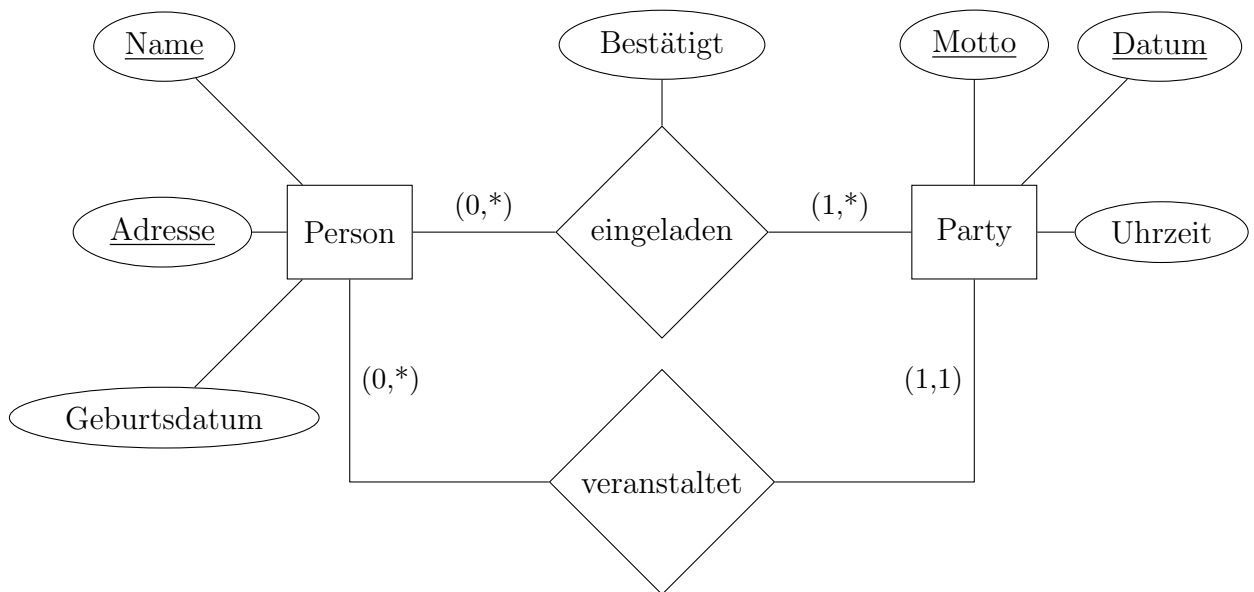 Name
Bestätigt
Motto
Datum
Adresse
Person
(0,*)
eingeladen
(1,*)
Party
Uhrzeit
(0,*)
(1,1)
Geburtsdatum
veranstaltet